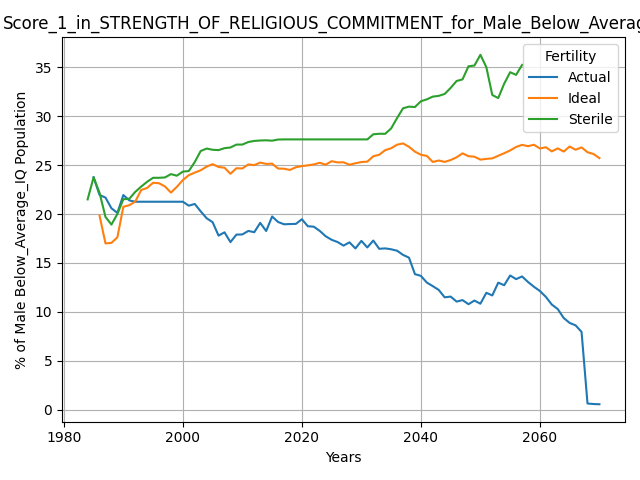 Score_1_in_STRENGTH_OF_RELIGIOUS_COMMITMENT_for_Male_Below_Averag
% of Male Below_Average_IQ Population
35
30
25
20
15
10
5
0
Fertility
Actual
Ideal
Sterile
1980
2000
2020
2040
2060
Years